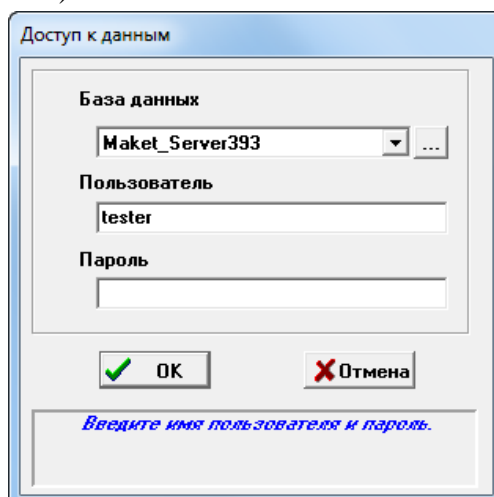 )
Доступ к данным
База данных
Maket_Server393
...
Пользователь
tester
Пароль
OK
Отмена
Введите имя пользователя и пароль.